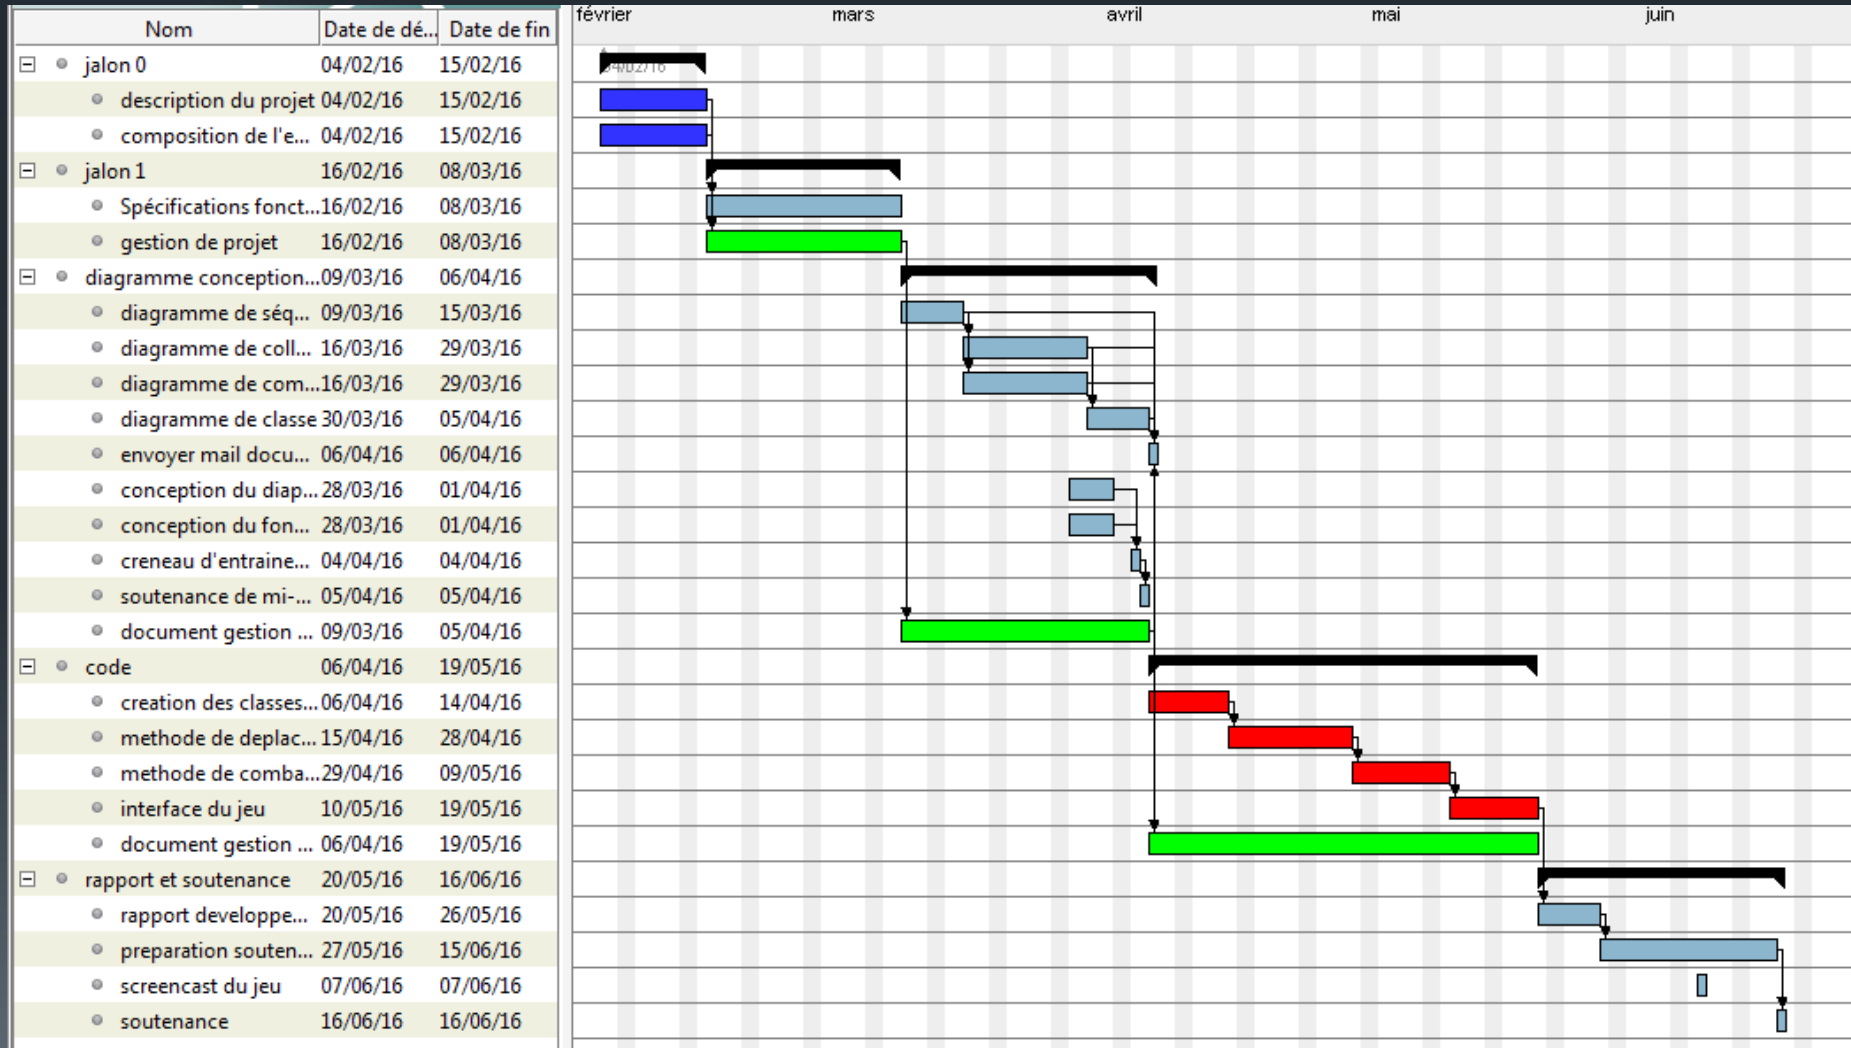 Nom Date de dé... Date de fin février mars avril mai juin
jalon 0 04/02/16 15/02/16 04/02/16
description du projet 04/02/16 15/02/16
composition de l'e... 04/02/16 15/02/16
jalon 1 16/02/16 08/03/16
Spécifications fonct... 16/02/16 08/03/16
gestion de projet 16/02/16 08/03/16
diagramme conception... 09/03/16 06/04/16
diagramme de séq... 09/03/16 15/03/16
diagramme de coll... 16/03/16 29/03/16
diagramme de com... 16/03/16 29/03/16
diagramme de classe 30/03/16 05/04/16
envoyer mail docu... 06/04/16 06/04/16
conception du diap... 28/03/16 01/04/16
conception du fon... 28/03/16 01/04/16
creneau d'entraine... 04/04/16 04/04/16
soutenance de mi-... 05/04/16 05/04/16
document gestion ... 09/03/16 05/04/16
code 06/04/16 19/05/16
creation des classes... 06/04/16 14/04/16
methode de deplac... 15/04/16 28/04/16
methode de comba... 29/04/16 09/05/16
interface du jeu 10/05/16 19/05/16
document gestion ... 06/04/16 19/05/16
rapport et soutenance 20/05/16 16/06/16
rapport developpe... 20/05/16 26/05/16
preparation souten... 27/05/16 15/06/16
screencast du jeu 07/06/16 07/06/16
soutenance 16/06/16 16/06/16